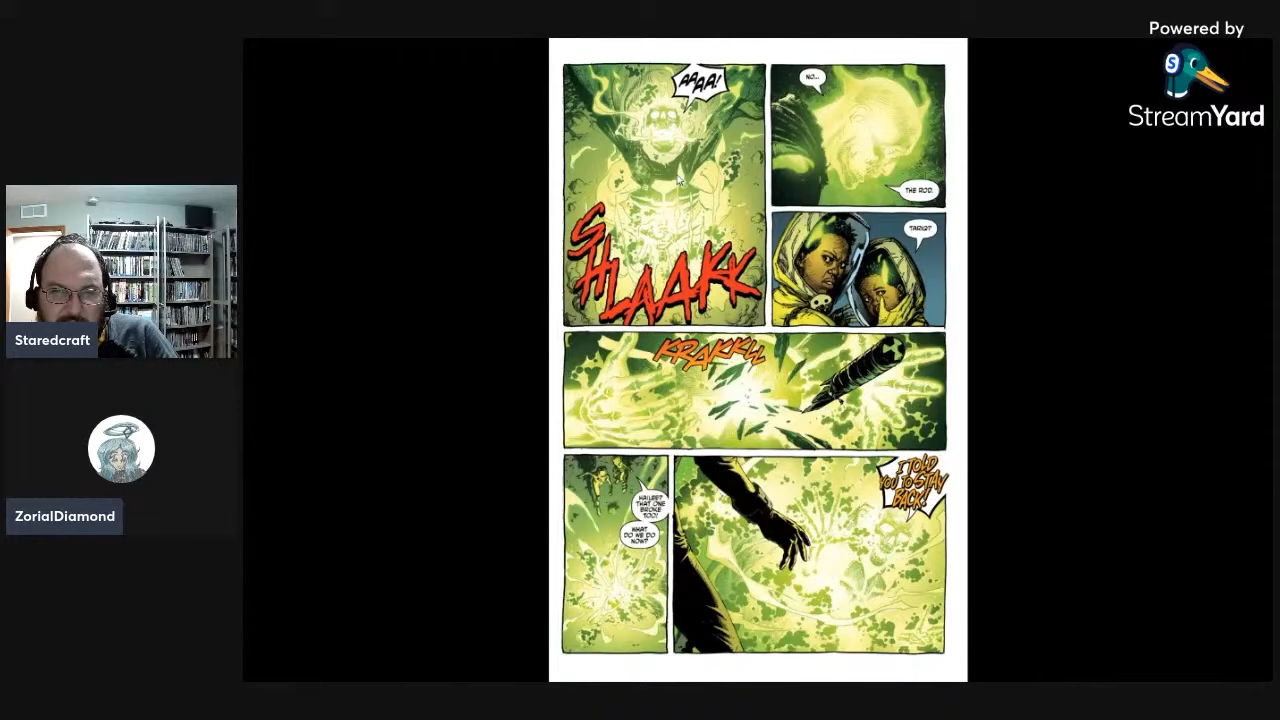 Powered by
StreamYard
AAAA!
NO...
THE ROD.
SHLAAKK
TARIQ?
KRAKKLL
HAILEE?
THAT ONE
BROKE
TOO!
WHAT
DO WE DO
NOW?
I TOLD
YOU TO STAY
BACK!
Staredcraft
ZorialDiamond